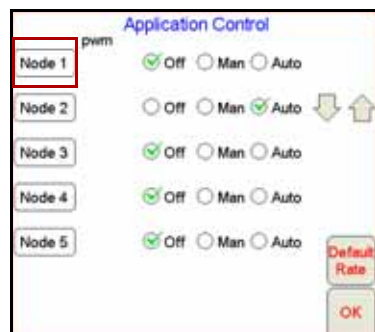 Application Control
pwm
Node 1 Off Man Auto
Node 2 Off Man Auto
Node 3 Off Man Auto
Node 4 Off Man Auto
Node 5 Off Man Auto
Default
Rate
OK